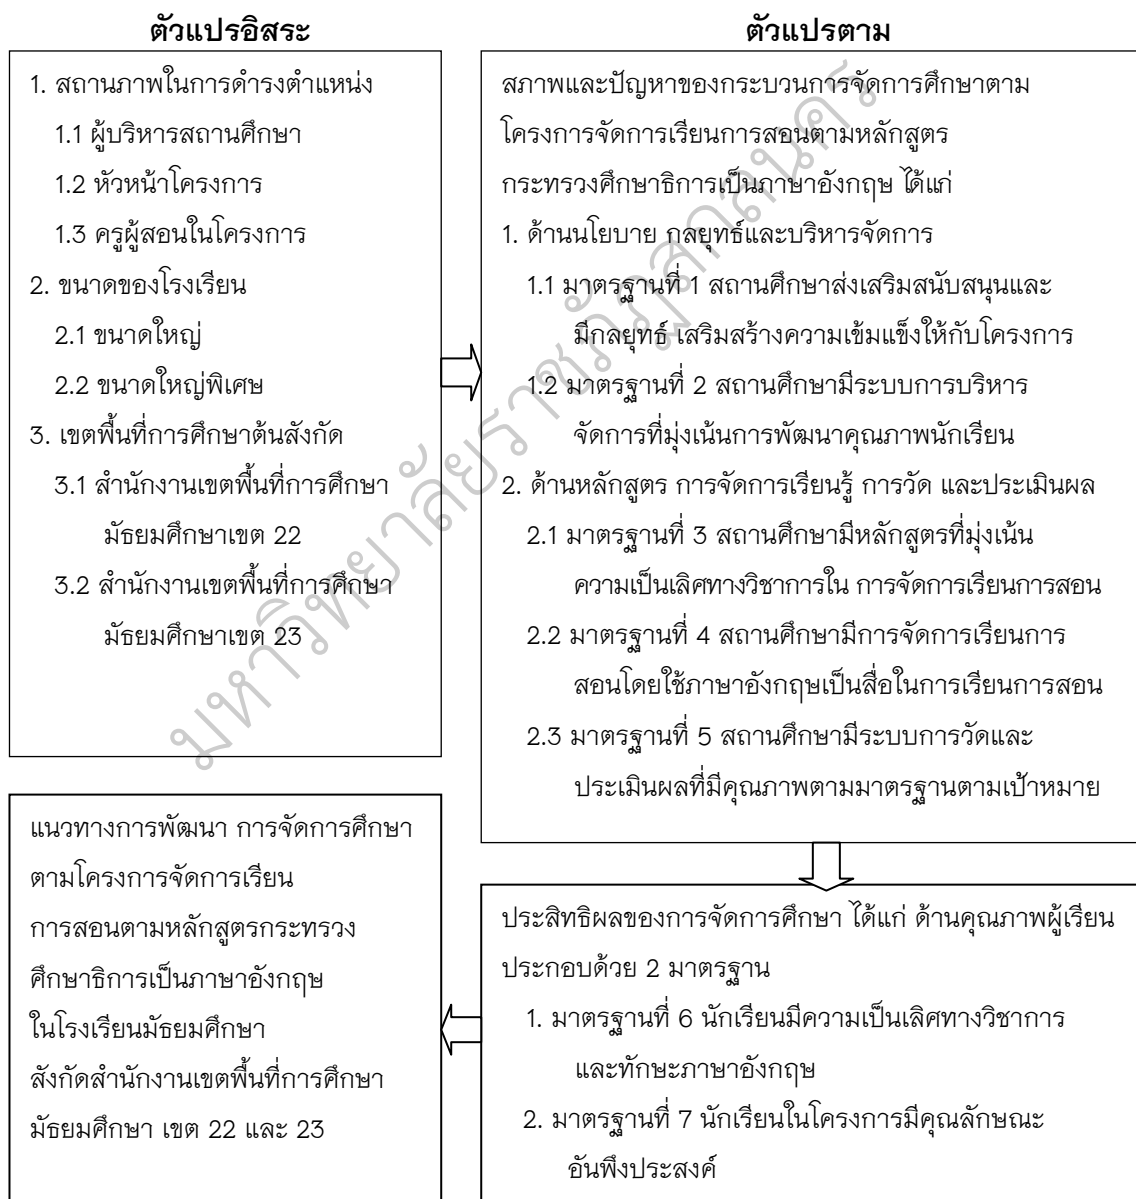 ตัวแปรอิสระ
1. สถานภาพในการดำรงตำแหน่ง
1.1 ผู้บริหารสถานศึกษา
1.2 หัวหน้าโครงการ
1.3 ครูผู้สอนในโครงการ
2. ขนาดของโรงเรียน
2.1 ขนาดใหญ่
2.2 ขนาดใหญ่พิเศษ
3. เขตพื้นที่การศึกษาต้นสังกัด
3.1 สำนักงานเขตพื้นที่การศึกษา
มัธยมศึกษาเขต 22
3.2 สำนักงานเขตพื้นที่การศึกษา
มัธยมศึกษาเขต 23
ตัวแปรตาม
สภาพและปัญหาของกระบวนการจัดการศึกษาตาม
โครงการจัดการเรียนการสอนตามหลักสูตร
กระทรวงศึกษาธิการเป็นภาษาอังกฤษ ได้แก่
1. ด้านนโยบาย กลยุทธ์และบริหารจัดการ
1.1 มาตรฐานที่ 1 สถานศึกษาส่งเสริมสนับสนุนและ
มีกลยุทธ์ เสริมสร้างความเข้มแข็งให้กับโครงการ
1.2 มาตรฐานที่ 2 สถานศึกษามีระบบการบริหาร
จัดการที่มุ่งเน้นการพัฒนาคุณภาพนักเรียน
2. ด้านหลักสูตร การจัดการเรียนรู้ การวัด และประเมินผล
2.1 มาตรฐานที่ 3 สถานศึกษามีหลักสูตรที่มุ่งเน้น
ความเป็นเลิศทางวิชาการใน การจัดการเรียนการสอน
2.2 มาตรฐานที่ 4 สถานศึกษามีการจัดการเรียนการ
สอนโดยใช้ภาษาอังกฤษเป็นสื่อในการเรียนการสอน
2.3 มาตรฐานที่ 5 สถานศึกษามีระบบการวัดและ
ประเมินผลที่มีคุณภาพตามมาตรฐานตามเป้าหมาย
ประสิทธิผลของการจัดการศึกษา ได้แก่ ด้านคุณภาพผู้เรียน
ประกอบด้วย 2 มาตรฐาน
1. มาตรฐานที่ 6 นักเรียนมีความเป็นเลิศทางวิชาการ
และทักษะภาษาอังกฤษ
2. มาตรฐานที่ 7 นักเรียนในโครงการมีคุณลักษณะ
อันพึงประสงค์
แนวทางการพัฒนา การจัดการศึกษา
ตามโครงการจัดการเรียน
การสอนตามหลักสูตรกระทรวง
ศึกษาธิการเป็นภาษาอังกฤษ
ในโรงเรียนมัธยมศึกษา
สังกัดสำนักงานเขตพื้นที่การศึกษา
มัธยมศึกษา เขต 22 และ 23
มหาวิทยาลัยราชภัฏสกลนคร